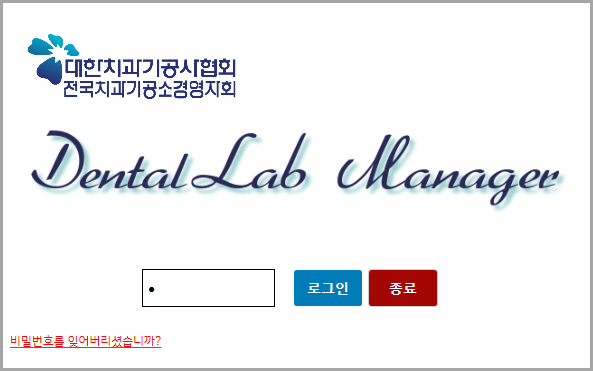 대한치과기공사협회
전국치과기공소경영자회
Dental Lab Manager
로그인
종료
비밀번호를 잊어버리셨습니까?